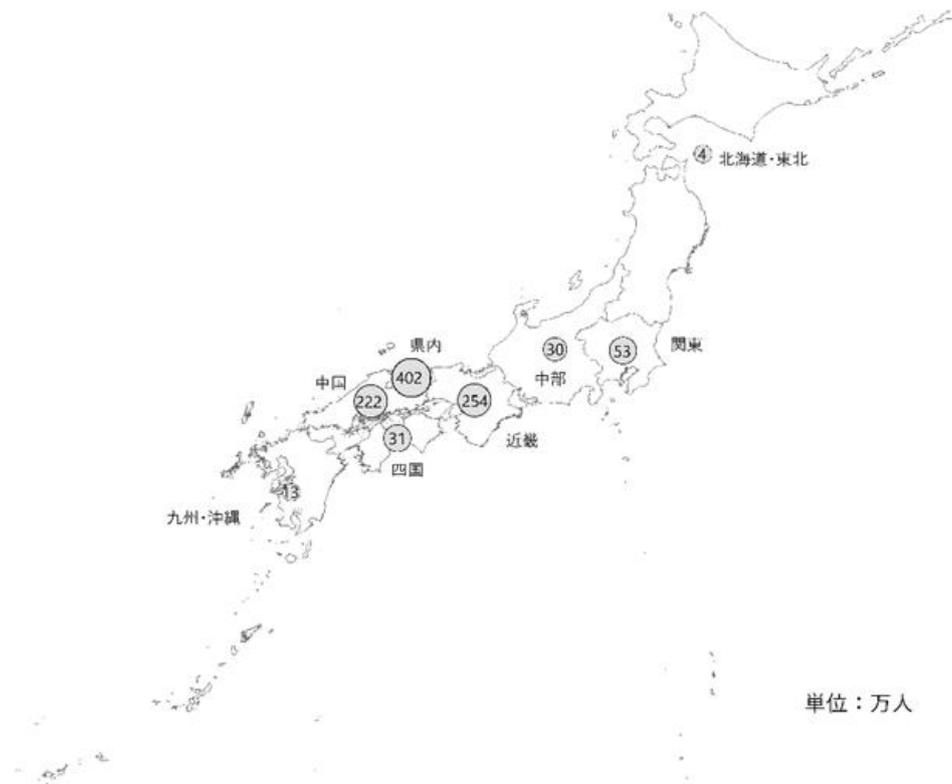 4 北海道・東北
県内
30
53
関東
中部
中国
402
222
254
近畿
31
四国
13
九州・沖縄
単位：万人